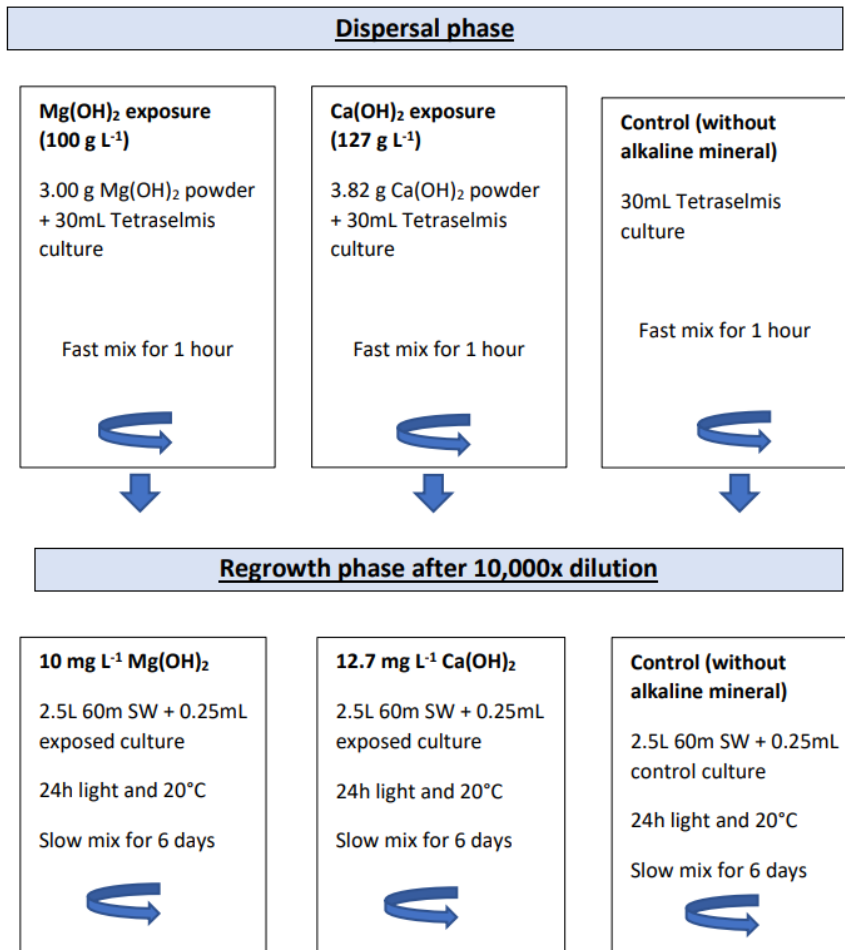 Dispersal phase
Mg(OH)₂ exposure
(100 g L⁻¹)
3.00 g Mg(OH)₂ powder
+ 30mL Tetraselmis
culture
Fast mix for 1 hour
Ca(OH)₂ exposure
(127 g L⁻¹)
3.82 g Ca(OH)₂ powder
+ 30mL Tetraselmis
culture
Fast mix for 1 hour
Control (without
alkaline mineral)
30mL Tetraselmis
culture
Fast mix for 1 hour
Regrowth phase after 10,000x dilution
10 mg L⁻¹ Mg(OH)₂
2.5L 60m SW + 0.25mL
exposed culture
24h light and 20°C
Slow mix for 6 days
12.7 mg L⁻¹ Ca(OH)₂
2.5L 60m SW + 0.25mL
exposed culture
24h light and 20°C
Slow mix for 6 days
Control (without
alkaline mineral)
2.5L 60m SW + 0.25mL
control culture
24h light and 20°C
Slow mix for 6 days